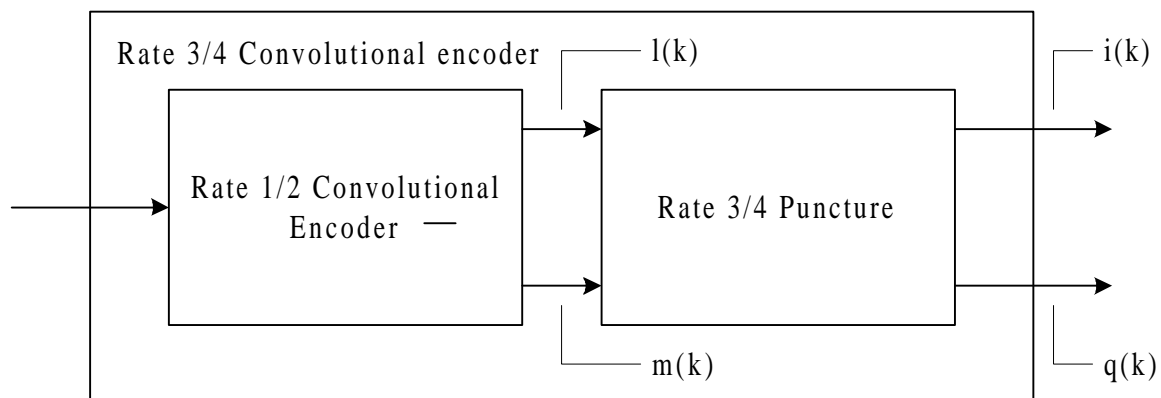 Rate 3/4 Convolutional encoder
l(k)
i(k)
Rate 1/2 Convolutional
Encoder —
Rate 3/4 Puncture
m(k)
q(k)